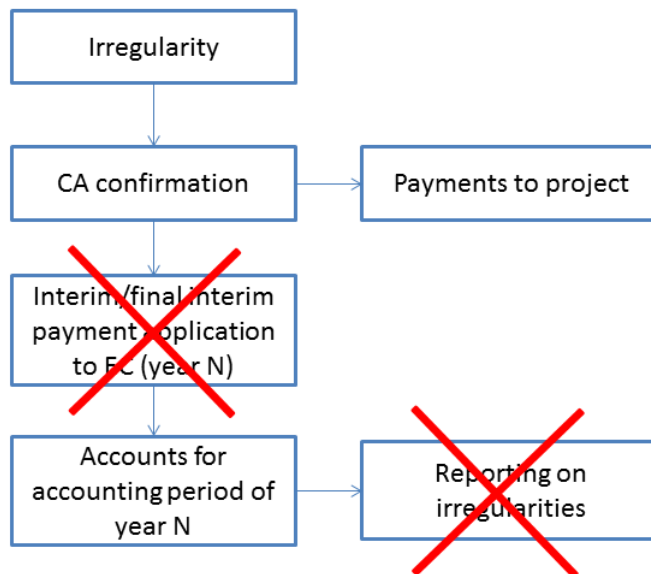 Irregularity
CA confirmation
Payments to project
Interim/final interim
payment application
to EC (year N)
Accounts for
accounting period of
year N
Reporting on
irregularities